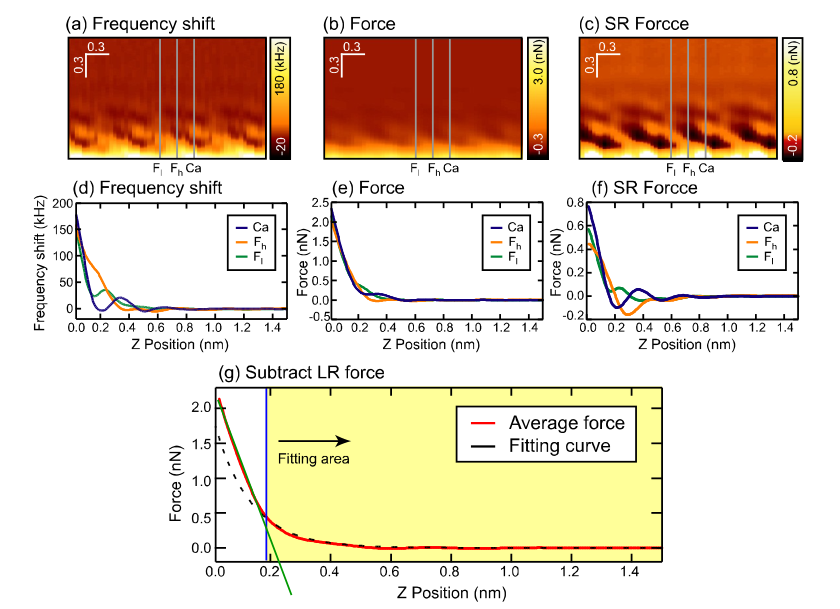 (a) Frequency shift
0.3
0.3
180 (kHz)
-20
Fl Fh Ca
(b) Force
0.3
0.3
3.0 (nN)
-0.3
Fl Fh Ca
(c) SR Forcce
0.3
0.3
0.8 (nN)
-0.2
Fl Fh Ca
(d) Frequency shift
Frequency shift (kHz)
200
150
100
50
0
0.0 0.2 0.4 0.6 0.8 1.0 1.2 1.4
Z Position (nm)
Ca
Fh
Fl
(e) Force
Force (nN)
2.5
2.0
1.5
1.0
0.5
0.0
-0.5
0.0 0.2 0.4 0.6 0.8 1.0 1.2 1.4
Z Position (nm)
Ca
Fh
Fl
(f) SR Forcce
Force (nN)
0.8
0.6
0.4
0.2
0.0
-0.2
0.0 0.2 0.4 0.6 0.8 1.0 1.2 1.4
Z Position (nm)
Ca
Fh
Fl
(g) Subtract LR force
Force (nN)
2.0
1.5
1.0
0.5
0.0
0.0 0.2 0.4 0.6 0.8 1.0 1.2 1.4
Z Position (nm)
Fitting area
Average force
Fitting curve